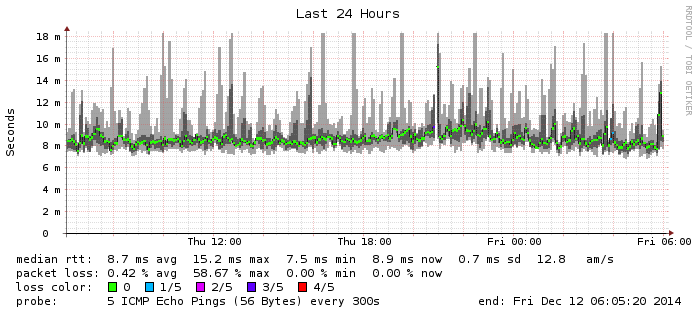 Last 24 Hours
RRDTOOL / TOBI OETIKER
Seconds
18 m
16 m
14 m
12 m
10 m
8 m
6 m
4 m
2 m
0
Thu 12:00 Thu 18:00 Fri 00:00 Fri 06:00
median rtt: 8.7 ms avg 15.2 ms max 7.5 ms min 8.9 ms now 0.7 ms sd 12.8 am/s
packet loss: 0.42 % avg 58.67 % max 0.00 % min 0.00 % now
loss color: 0 1/5 2/5 3/5 4/5
probe: 5 ICMP Echo Pings (56 Bytes) every 300s end: Fri Dec 12 06:05:20 2014